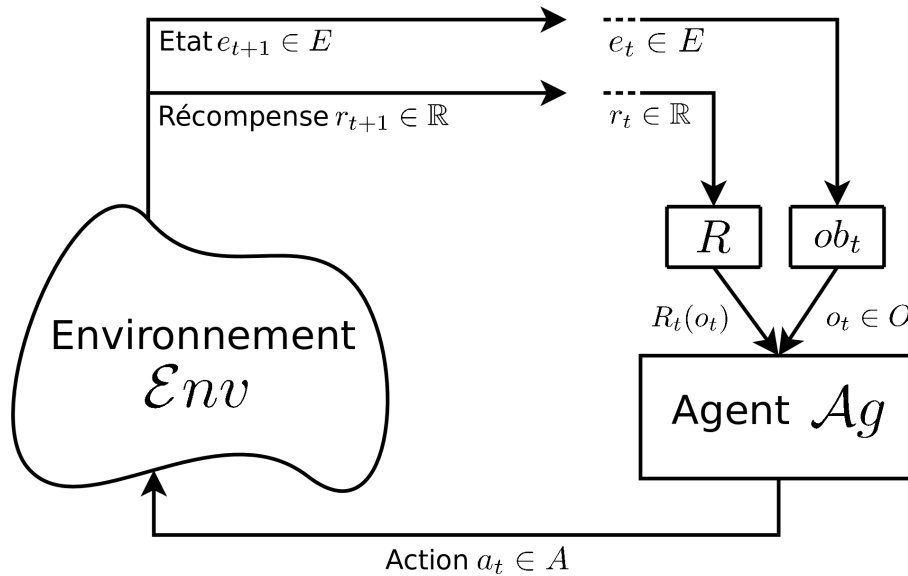 Etat e_{t+1} ∈ E
e_t ∈ E
Récompense r_{t+1} ∈ ℝ
r_t ∈ ℝ
R
ob_t
R_t(o_t)
o_t ∈ O
Environnement
ℰnv
Agent 𝒜g
Action a_t ∈ A